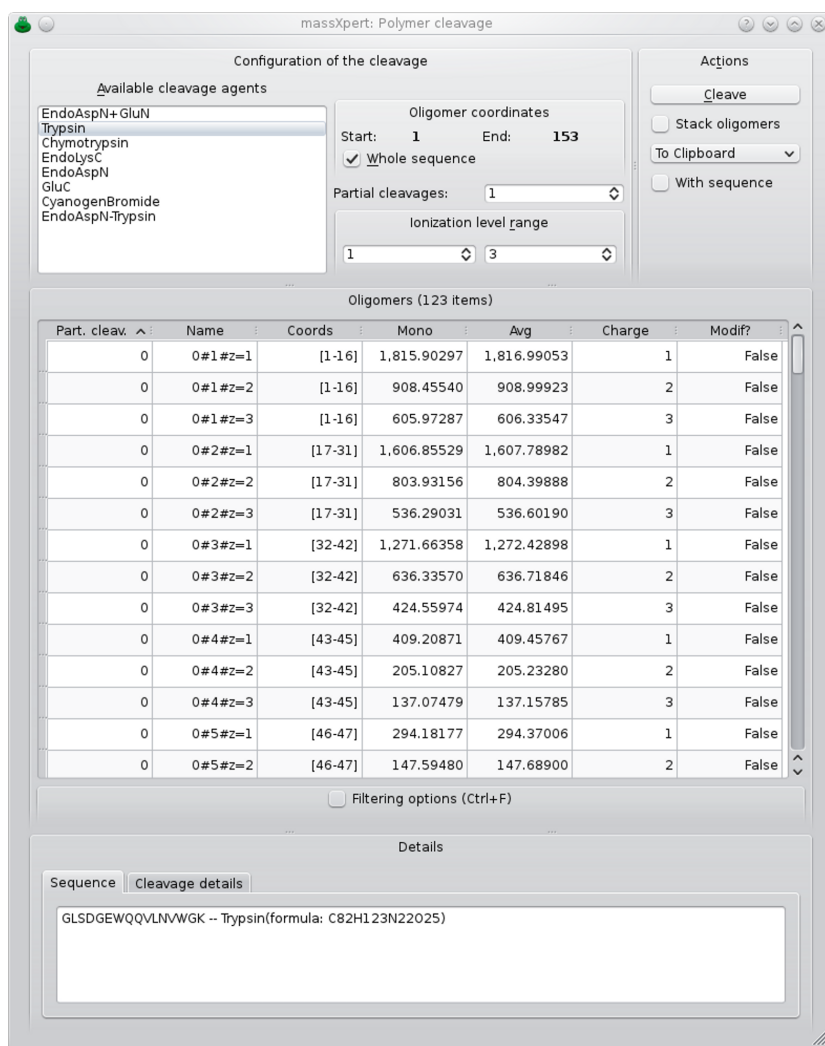 massXpert: Polymer cleavage
Configuration of the cleavage
Available cleavage agents
EndoAspN+GluN
Trypsin
Chymotrypsin
EndoLysC
EndoAspN
GluC
CyanogenBromide
EndoAspN-Trypsin
Oligomer coordinates
Start: 1 End: 153
Whole sequence
Partial cleavages: 1
Ionization level range
1 3
Actions
Cleave
Stack oligomers
To Clipboard
With sequence
Oligomers (123 items)
Part. cleav. Name Coords Mono Avg Charge Modif?
0 0#1#z=1 [1-16] 1,815.90297 1,816.99053 1 False
0 0#1#z=2 [1-16] 908.45540 908.99923 2 False
0 0#1#z=3 [1-16] 605.97287 606.33547 3 False
0 0#2#z=1 [17-31] 1,606.85529 1,607.78982 1 False
0 0#2#z=2 [17-31] 803.93156 804.39888 2 False
0 0#2#z=3 [17-31] 536.29031 536.60190 3 False
0 0#3#z=1 [32-42] 1,271.66358 1,272.42898 1 False
0 0#3#z=2 [32-42] 636.33570 636.71846 2 False
0 0#3#z=3 [32-42] 424.55974 424.81495 3 False
0 0#4#z=1 [43-45] 409.20871 409.45767 1 False
0 0#4#z=2 [43-45] 205.10827 205.23280 2 False
0 0#4#z=3 [43-45] 137.07479 137.15785 3 False
0 0#5#z=1 [46-47] 294.18177 294.37006 1 False
0 0#5#z=2 [46-47] 147.59480 147.68900 2 False
Filtering options (Ctrl+F)
Details
Sequence Cleavage details
GLSDGEWQQVLNVWGK -- Trypsin(formula: C82H123N22O25)